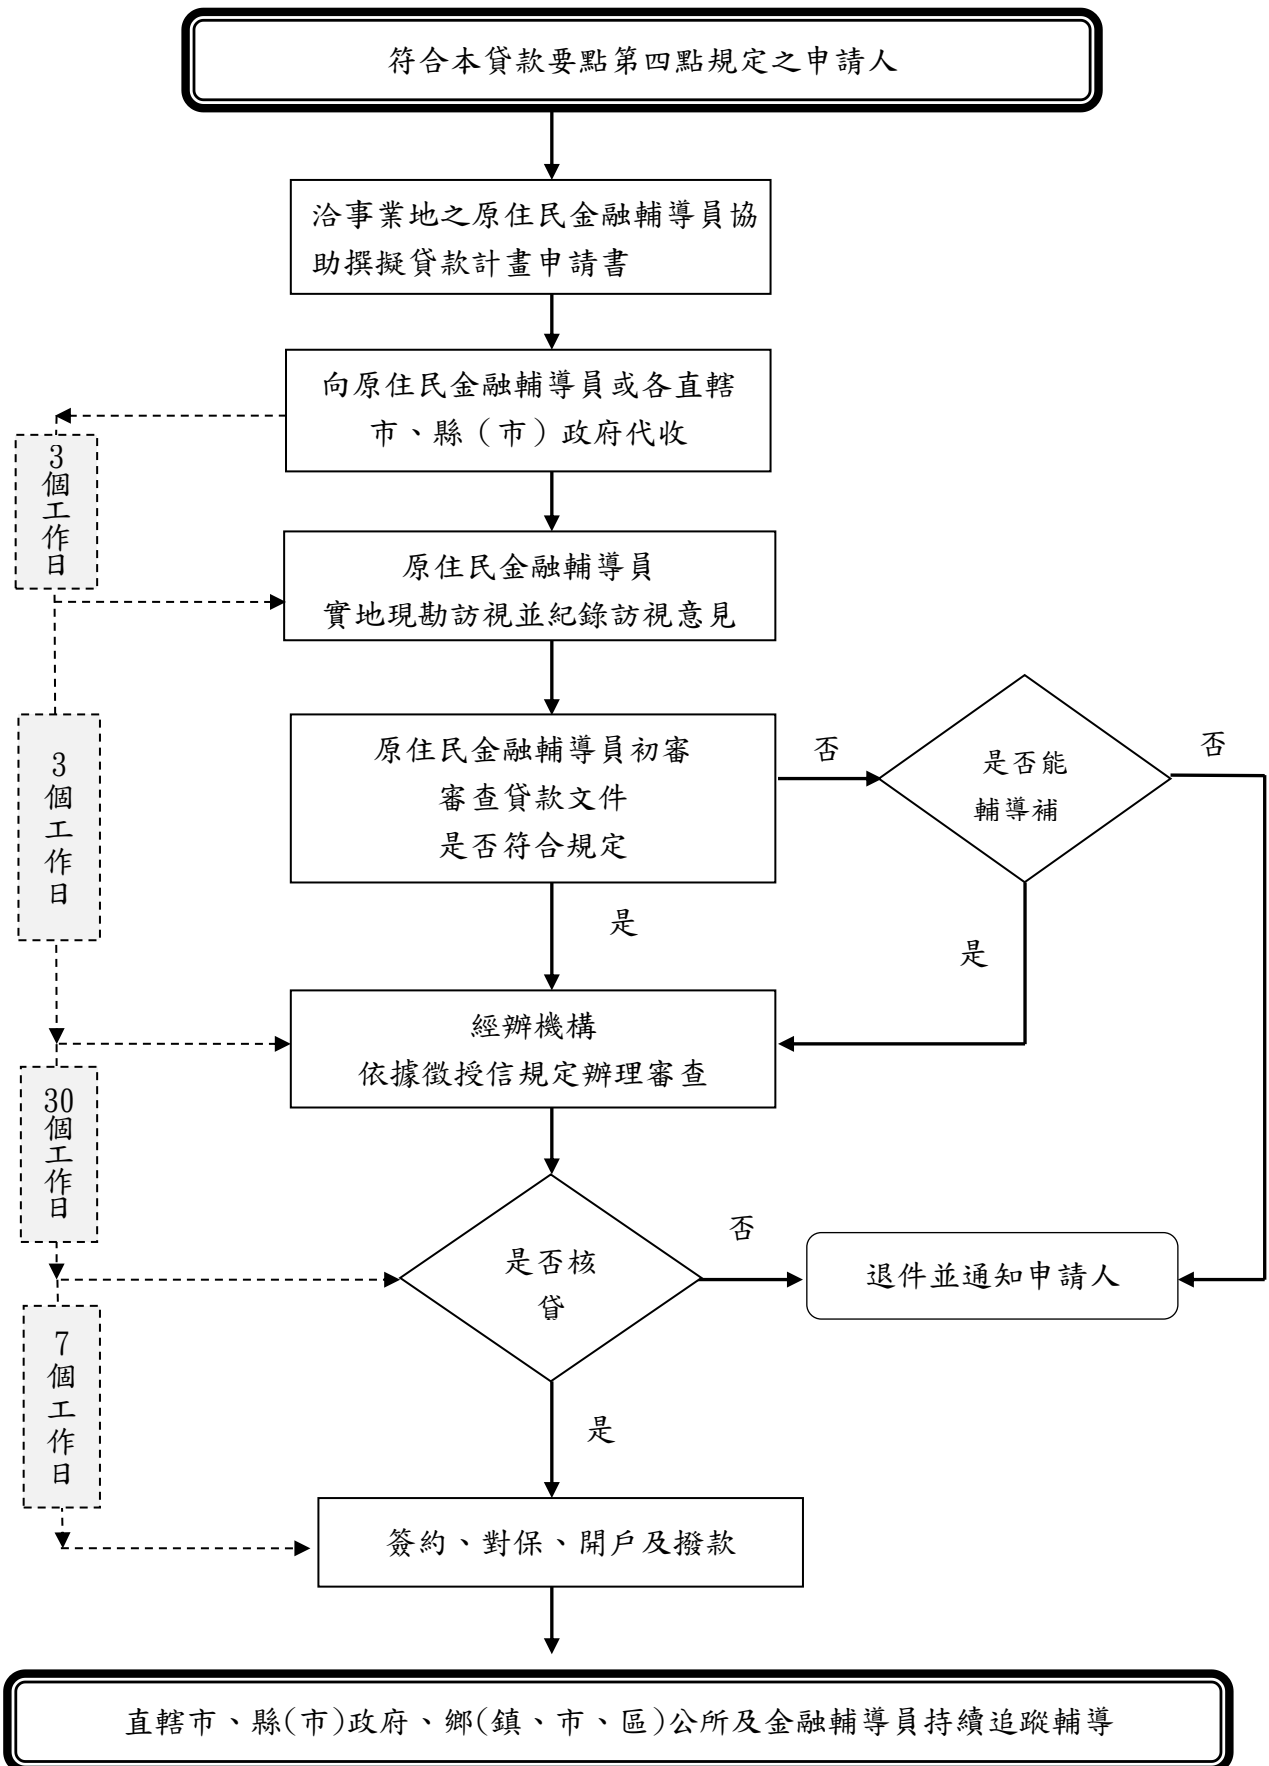 符合本貸款要點第四點規定之申請人
洽事業地之原住民金融輔導員協
助撰擬貸款計畫申請書
向原住民金融輔導員或各直轄
市、縣（市）政府代收
3個工作日
原住民金融輔導員
實地現勘訪視並紀錄訪視意見
3個工作日
原住民金融輔導員初審
審查貸款文件
是否符合規定
否
是否能
輔導補
否
是
是
經辦機構
依據徵授信規定辦理審查
30個工作日
是否核
貸
否
退件並通知申請人
7個工作日
是
簽約、對保、開戶及撥款
直轄市、縣(市)政府、鄉(鎮、市、區)公所及金融輔導員持續追蹤輔導